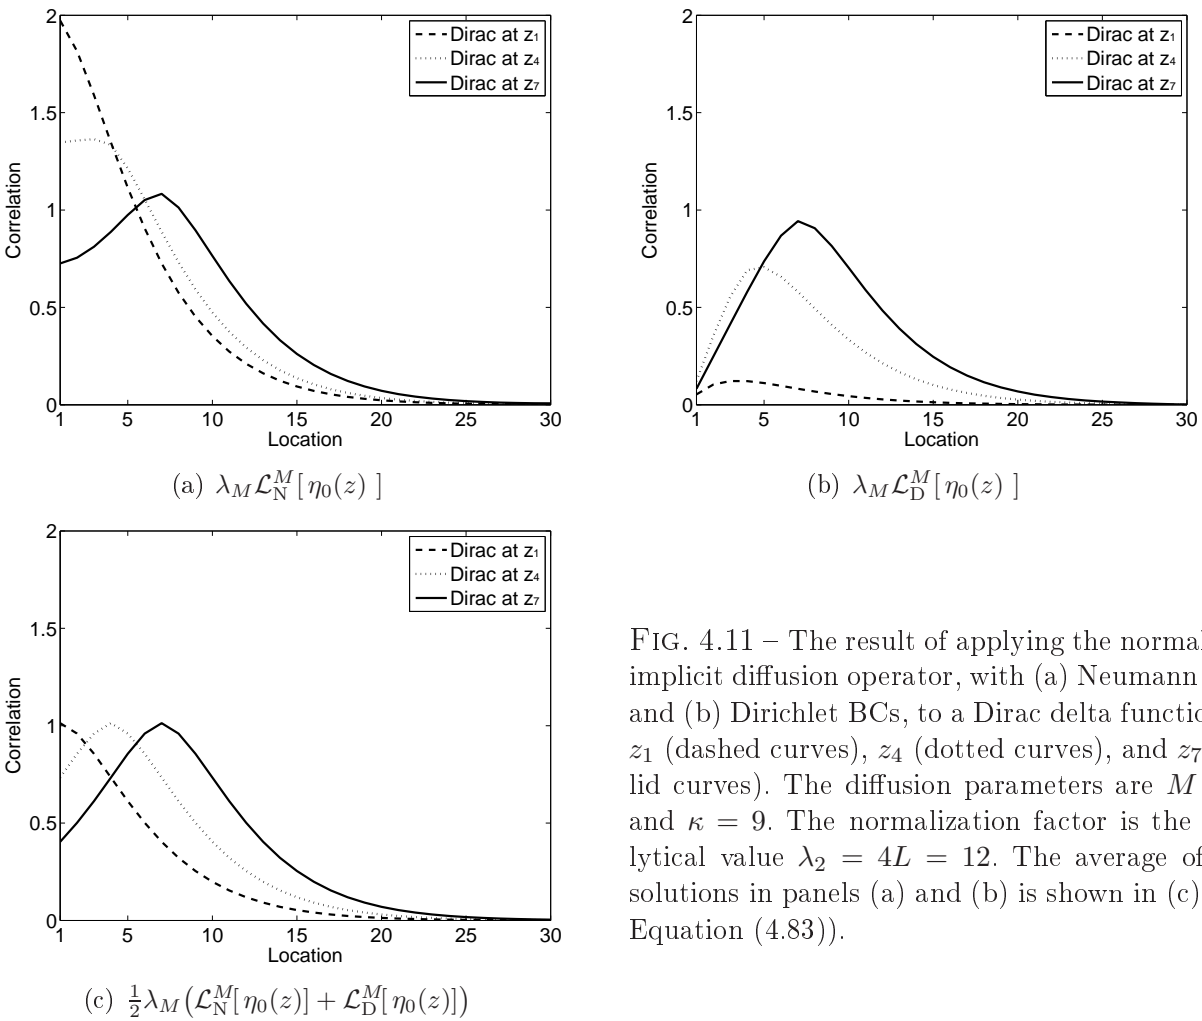 2
1.5
1
0.5
0
1 5 10 15 20 25 30
Correlation
Location
Dirac at z₁
Dirac at z₄
Dirac at z₇
(a) λ_M 𝓛_N^M[ η₀(z) ]
2
1.5
1
0.5
0
1 5 10 15 20 25 30
Correlation
Location
Dirac at z₁
Dirac at z₄
Dirac at z₇
(b) λ_M 𝓛_D^M[ η₀(z) ]
2
1.5
1
0.5
0
1 5 10 15 20 25 30
Correlation
Location
Dirac at z₁
Dirac at z₄
Dirac at z₇
(c) ½λ_M(𝓛_N^M[ η₀(z)] + 𝓛_D^M[ η₀(z)])
FIG. 4.11 – The result of applying the normal
implicit diffusion operator, with (a) Neumann
and (b) Dirichlet BCs, to a Dirac delta functio
z₁ (dashed curves), z₄ (dotted curves), and z₇
lid curves). The diffusion parameters are M
and κ = 9. The normalization factor is the
lytical value λ₂ = 4L = 12. The average of
solutions in panels (a) and (b) is shown in (c)
Equation (4.83)).